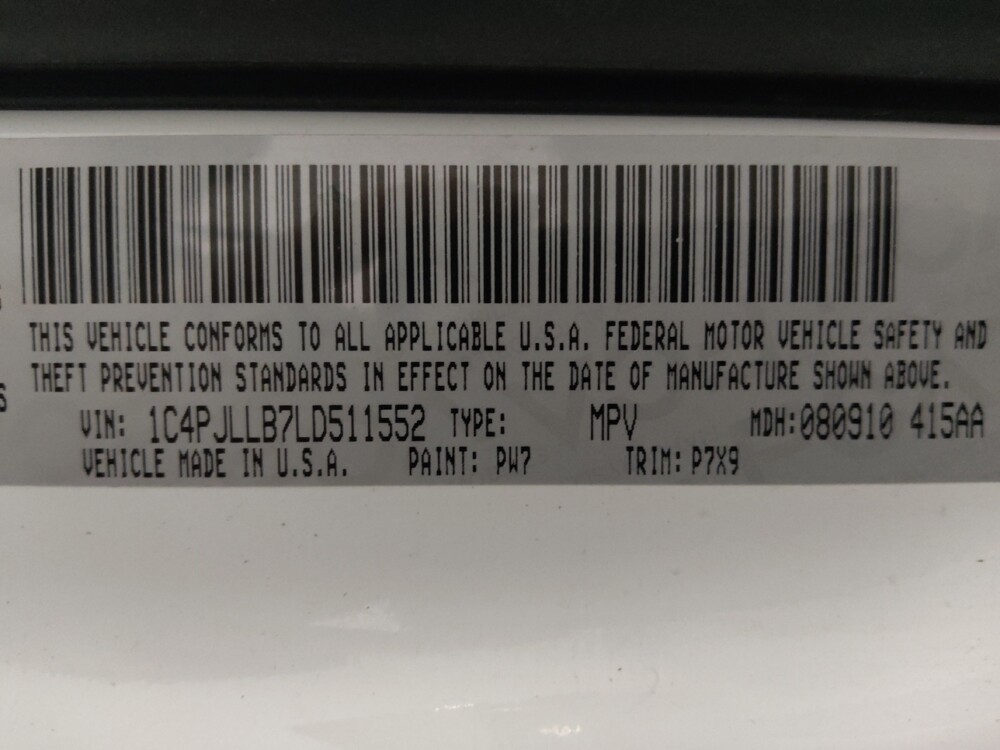 THIS VEHICLE CONFORMS TO ALL APPLICABLE U.S.A. FEDERAL MOTOR VEHICLE SAFETY AND
THEFT PREVENTION STANDARDS IN EFFECT ON THE DATE OF MANUFACTURE SHOWN ABOVE.
VIN: 1C4PJLLB7LD511552 TYPE: MPV MDH:080910 415AA
VEHICLE MADE IN U.S.A. PAINT: PW7 TRIM: P7X9